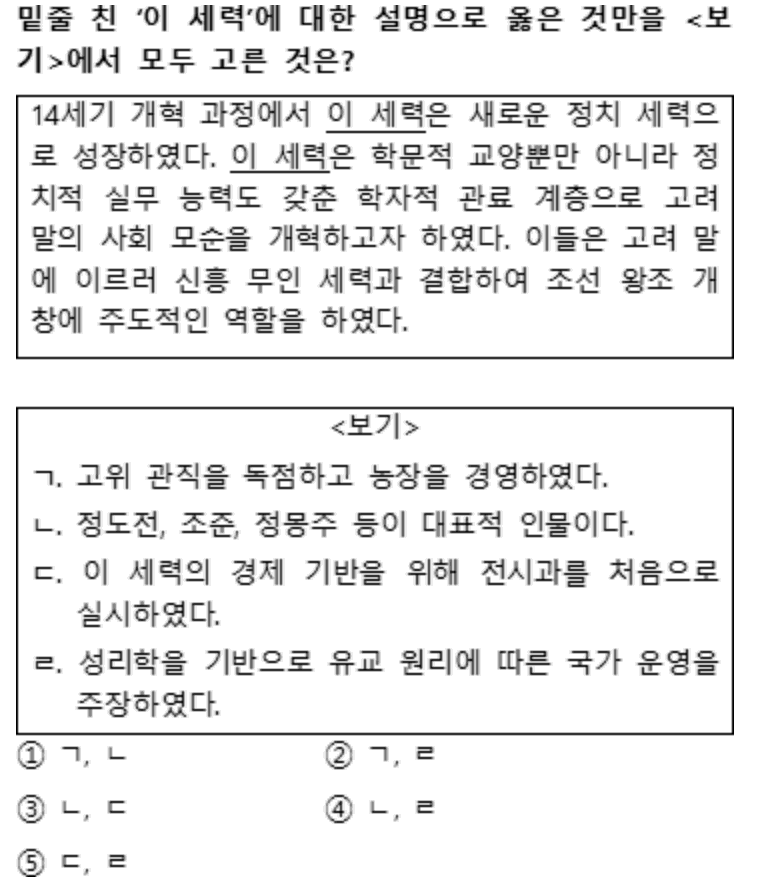 밑줄 친 ‘이 세력’에 대한 설명으로 옳은 것만을 <보
기>에서 모두 고른 것은?
14세기 개혁 과정에서 이 세력은 새로운 정치 세력으
로 성장하였다. 이 세력은 학문적 교양뿐만 아니라 정
치적 실무 능력도 갖춘 학자적 관료 계층으로 고려
말의 사회 모순을 개혁하고자 하였다. 이들은 고려 말
에 이르러 신흥 무인 세력과 결합하여 조선 왕조 개
창에 주도적인 역할을 하였다.
<보기>
ㄱ. 고위 관직을 독점하고 농장을 경영하였다.
ㄴ. 정도전, 조준, 정몽주 등이 대표적 인물이다.
ㄷ. 이 세력의 경제 기반을 위해 전시과를 처음으로
실시하였다.
ㄹ. 성리학을 기반으로 유교 원리에 따른 국가 운영을
주장하였다.
① ㄱ, ㄴ ② ㄱ, ㄹ
③ ㄴ, ㄷ ④ ㄴ, ㄹ
⑤ ㄷ, ㄹ